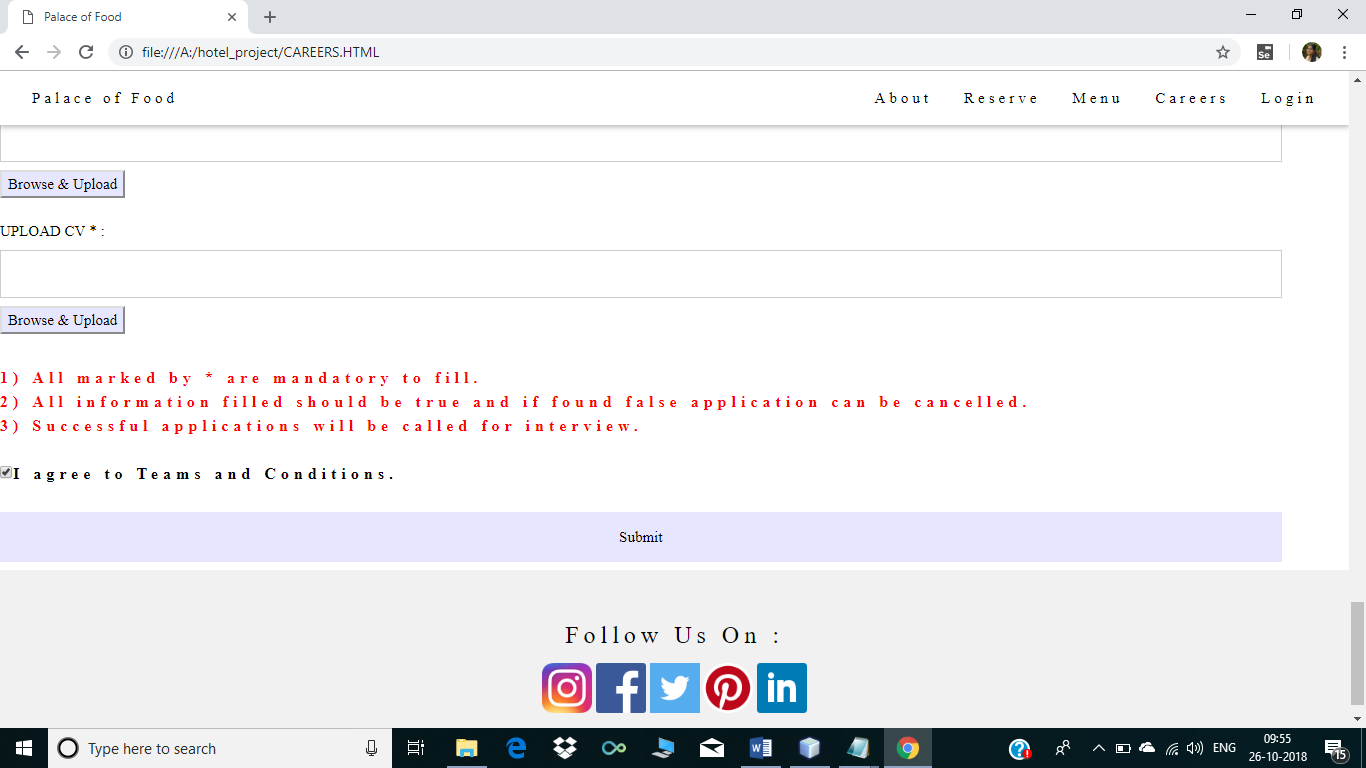 Palace of Food
file:///A:/hotel_project/CAREERS.HTML
Se
Palace of Food About Reserve Menu Careers Login
Browse & Upload
UPLOAD CV * :
Browse & Upload
1) All marked by * are mandatory to fill.
2) All information filled should be true and if found false application can be cancelled.
3) Successful applications will be called for interview.
I agree to Teams and Conditions.
Submit
Follow Us On :
in
Type here to search
ENG
09:55
26-10-2018
15